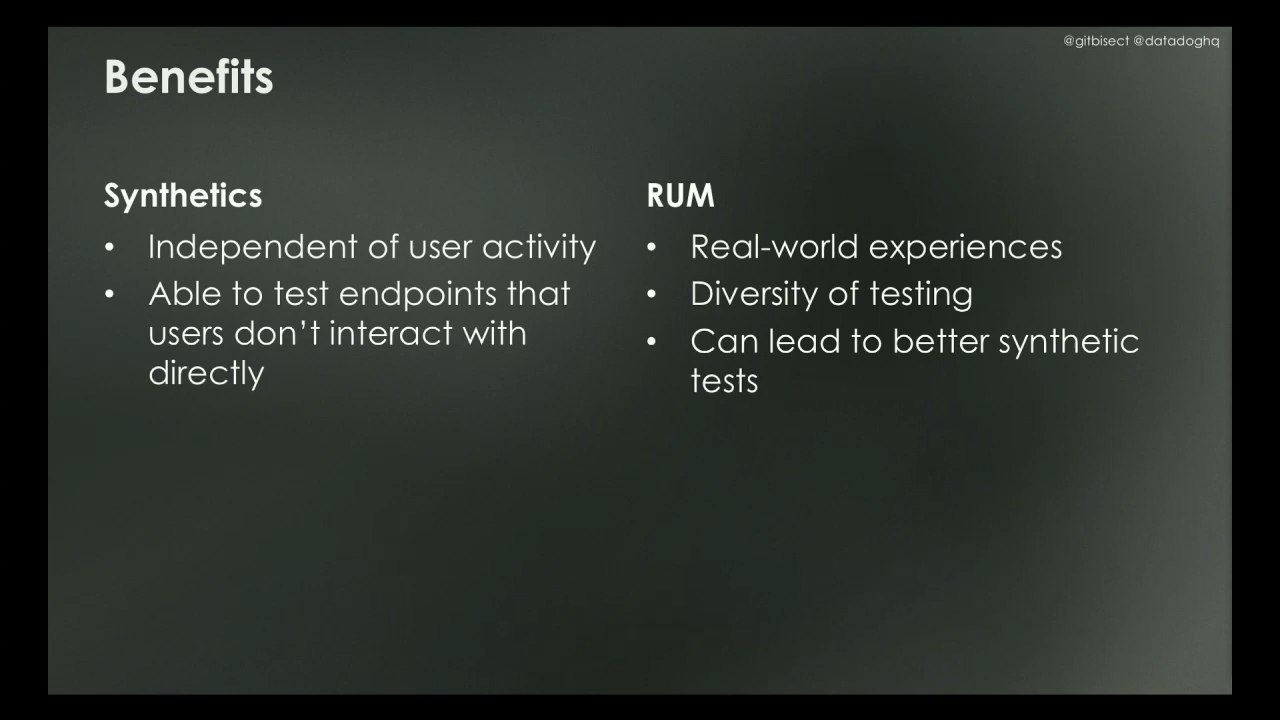 @gitbisect @datadoghq
Benefits
Synthetics
• Independent of user activity
• Able to test endpoints that
users don’t interact with
directly
RUM
• Real-world experiences
• Diversity of testing
• Can lead to better synthetic
tests